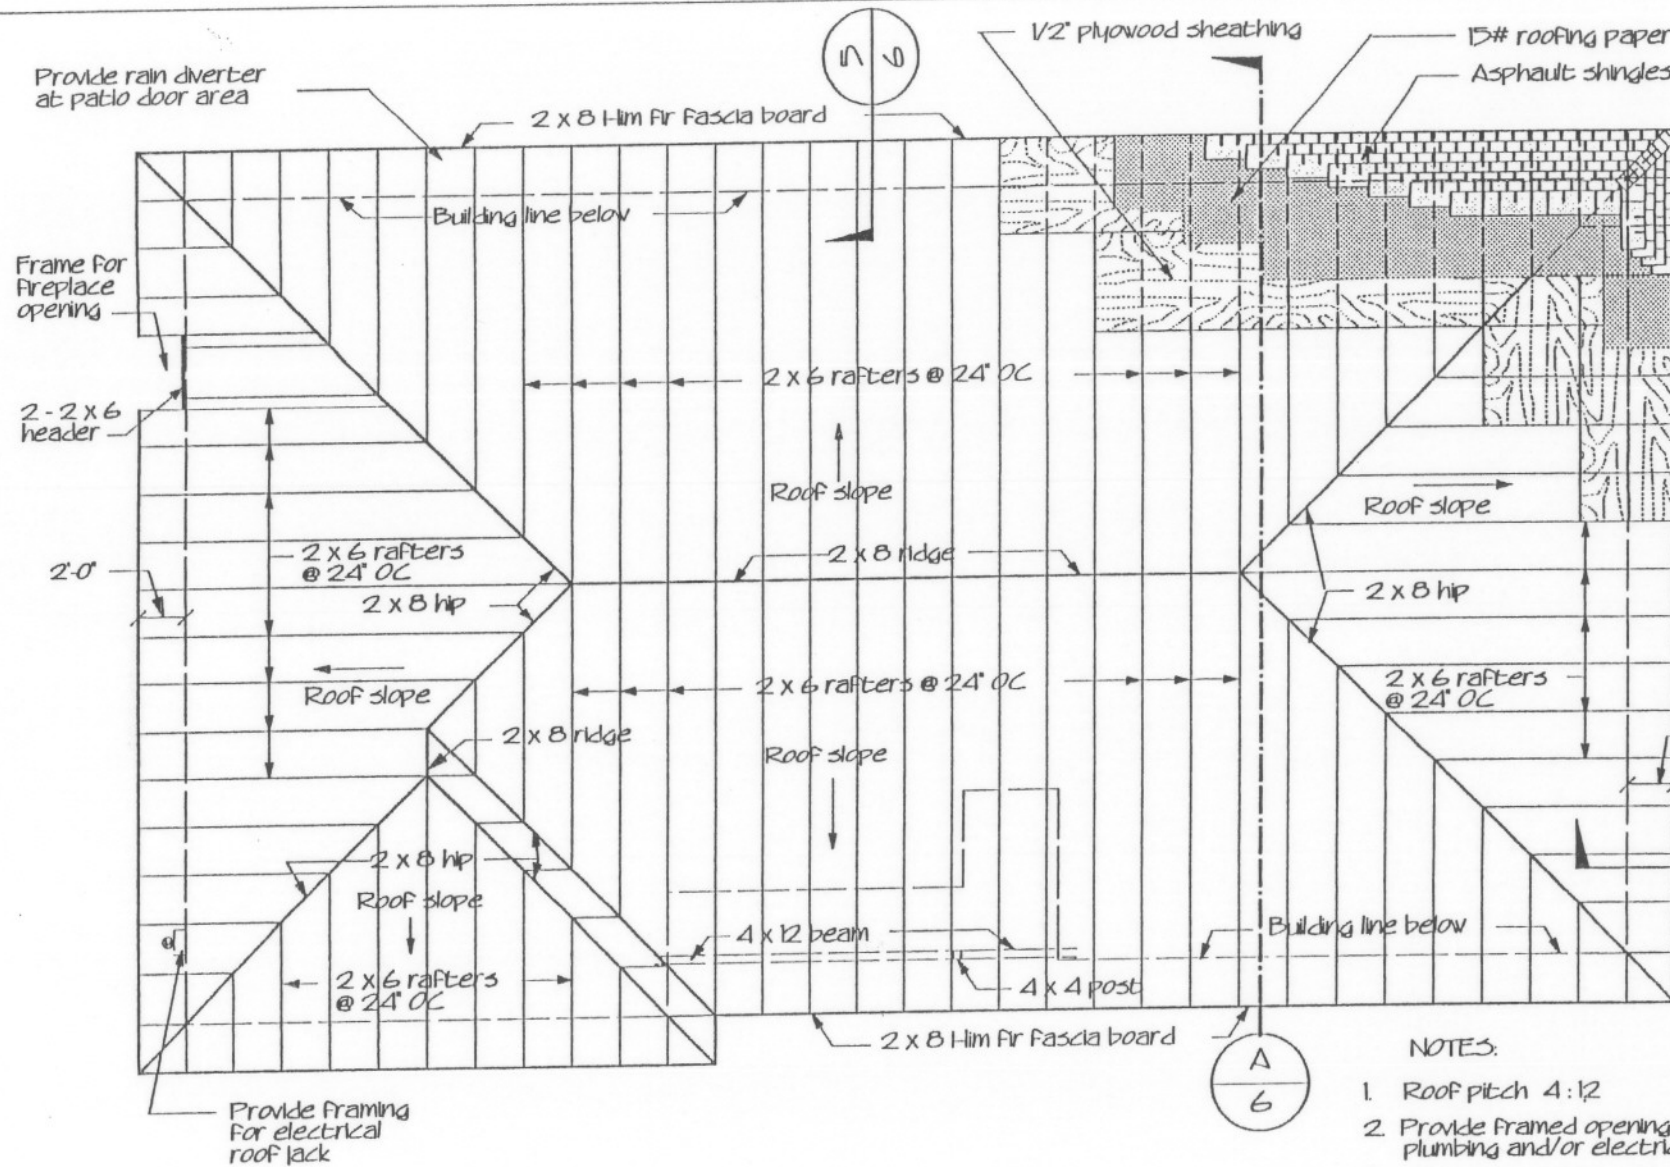 1/2" plyowood sheathing
15# roofing paper
Asphault shingles
5
6
Provide rain diverter
at patio door area
2 x 8 Him fir fascia board
Building line below
Frame for
fireplace
opening
2 x 6 rafters @ 24" OC
2 - 2 x 6
header
Roof slope
Roof slope
2 x 6 rafters
@ 24" OC
2 x 8 ridge
2'-0"
2 x 8 hip
2 x 8 hip
Roof slope
2 x 6 rafters @ 24" OC
2 x 6 rafters
@ 24" OC
2 x 8 ridge
Roof slope
2 x 8 hip
Roof slope
4 x 12 beam
Building line below
2 x 6 rafters
@ 24" OC
4 x 4 post
2 x 8 Him fir fascia board
A
6
NOTES:
1. Roof pitch 4:12
2. Provide framed opening
plumbing and/or electri
Provide framing
for electrical
roof jack